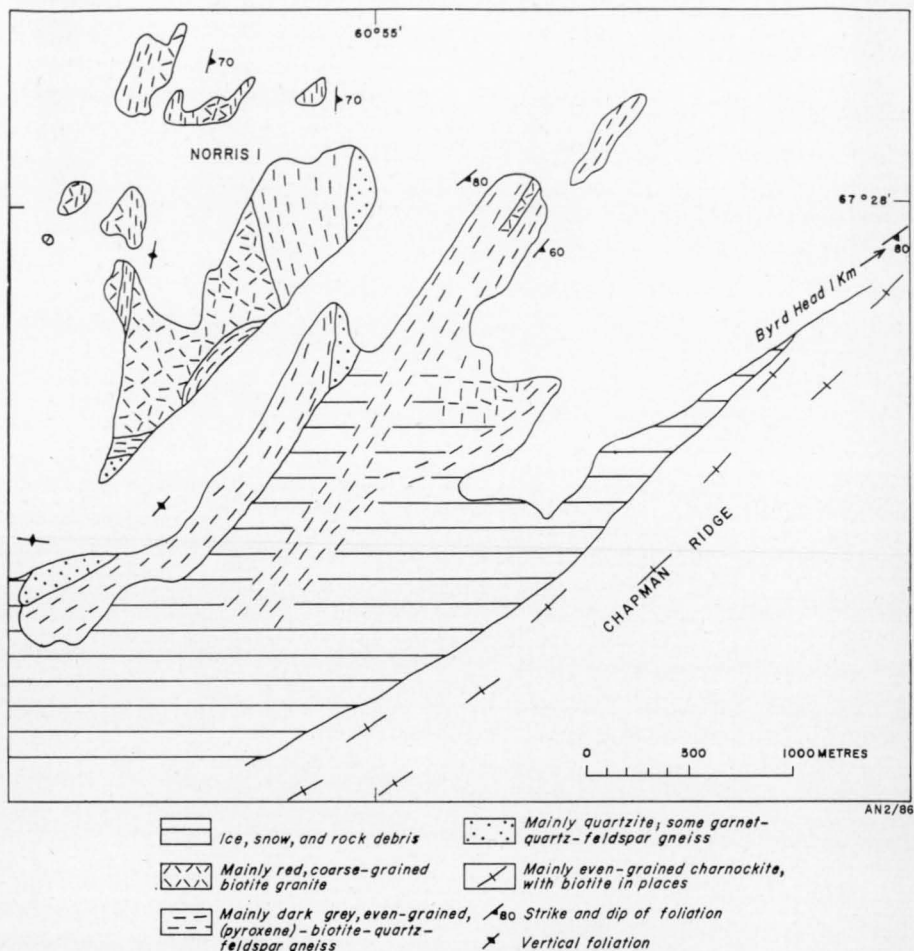 60°55'
70
70
NORRIS I
80
67°28'
60
80
Byrd Head 1 Km
CHAPMAN RIDGE
0 500 1000 METRES
AN2/86
Ice, snow, and rock debris
Mainly red, coarse-grained
biotite granite
Mainly dark grey, even-grained,
(pyroxene)-biotite-quartz-
feldspar gneiss
Mainly quartzite; some garnet-
quartz-feldspar gneiss
Mainly even-grained charnockite,
with biotite in places
80 Strike and dip of foliation
Vertical foliation